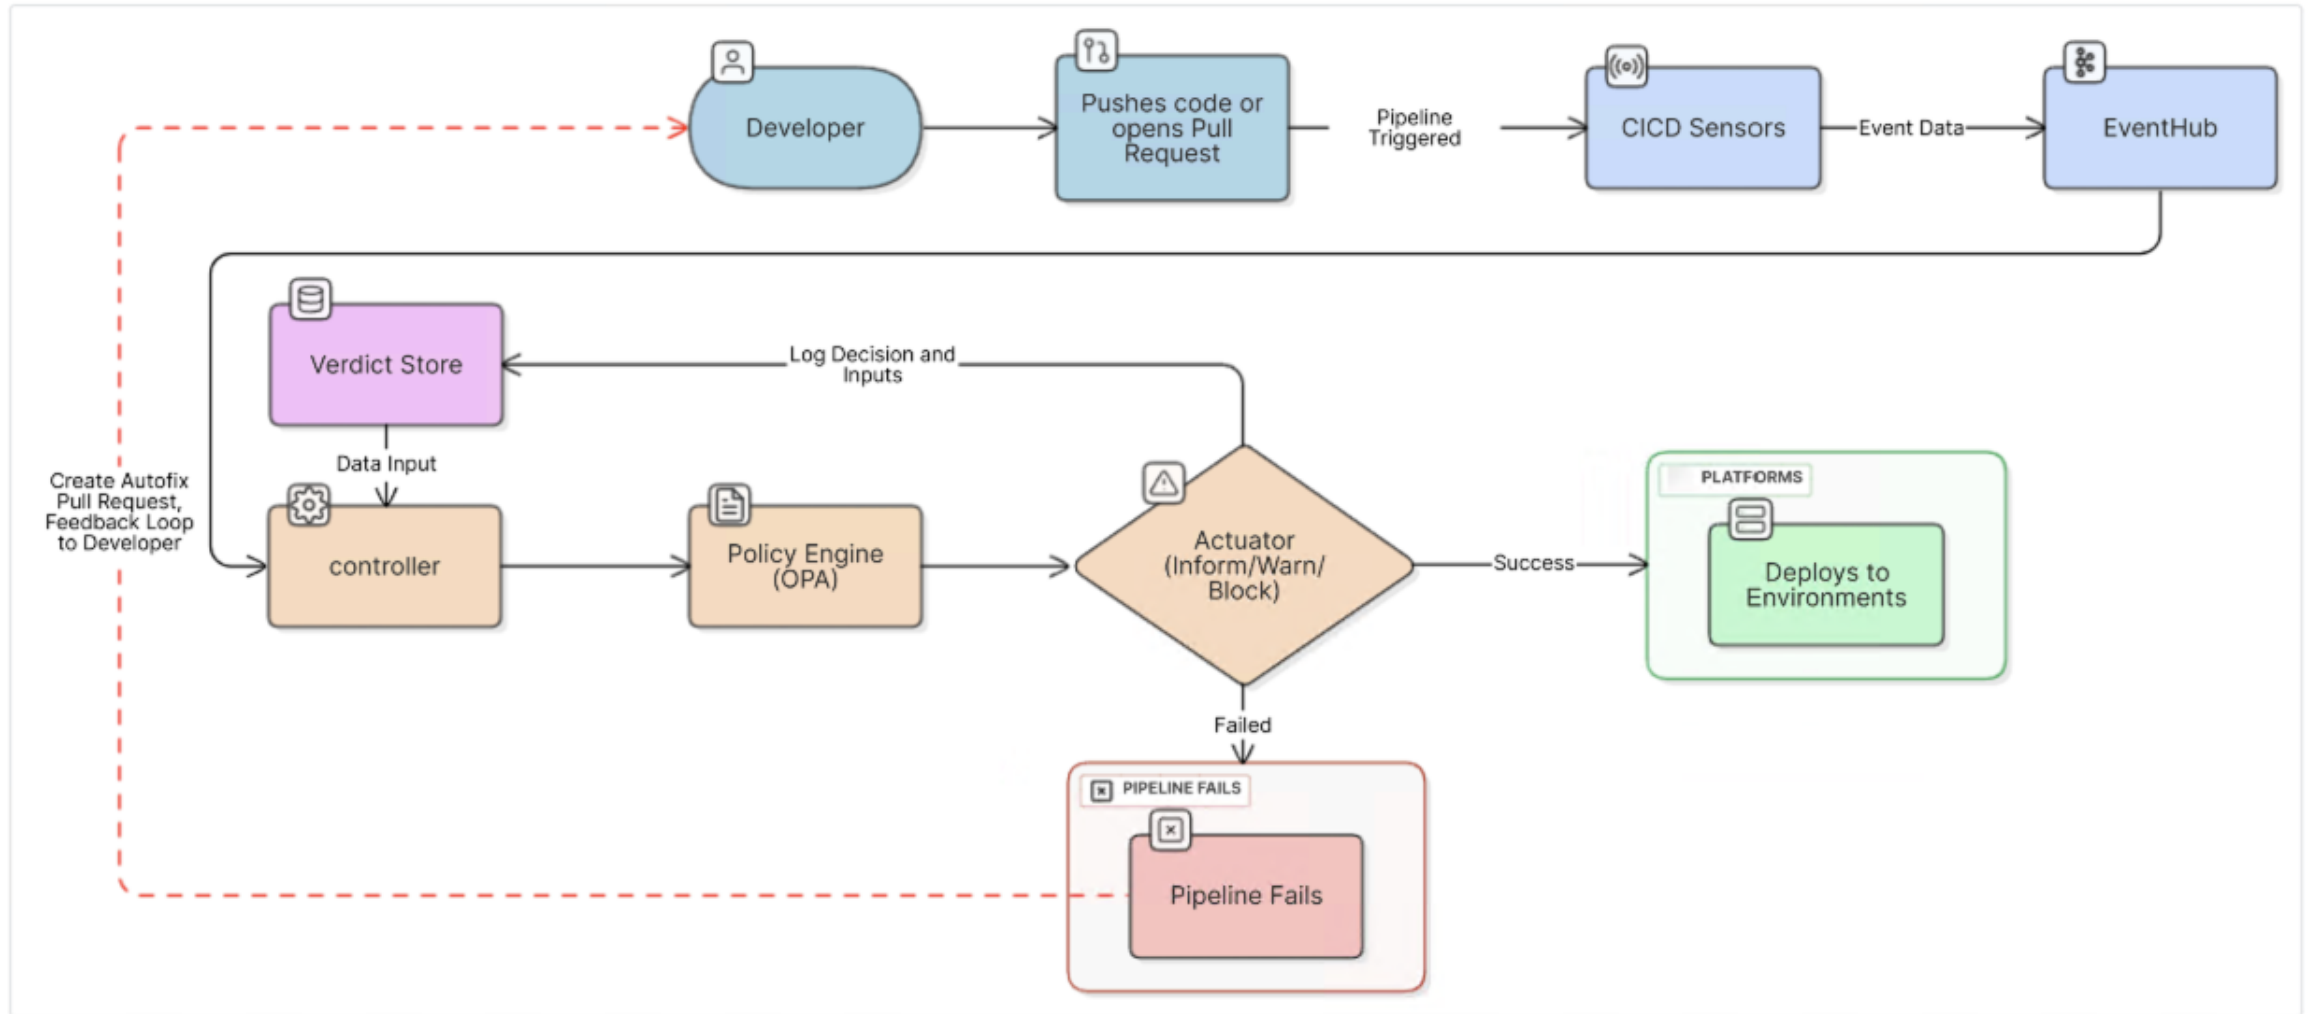 Developer
Pushes code or
opens Pull
Request
Pipeline
Triggered
CICD Sensors
Event Data
EventHub
Verdict Store
Log Decision and
Inputs
Data Input
Create Autofix
Pull Request,
Feedback Loop
to Developer
controller
Policy Engine
(OPA)
Actuator
(Inform/Warn/
Block)
Success
PLATFORMS
Deploys to
Environments
Failed
PIPELINE FAILS
Pipeline Fails